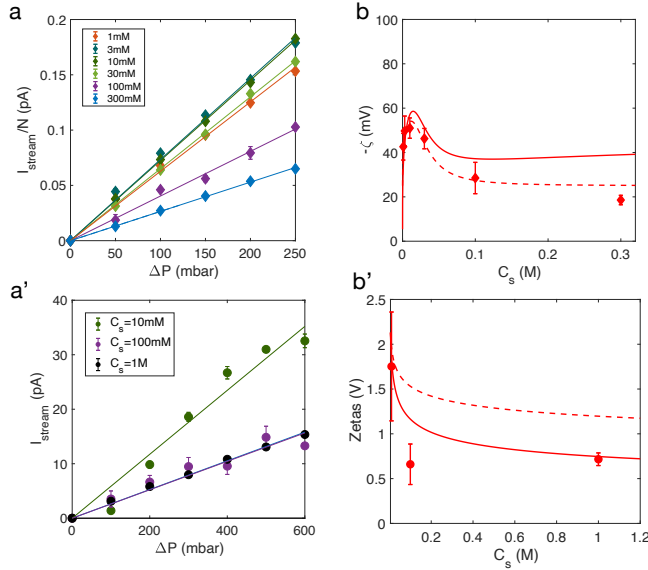 a
0.2
0.15
0.1
0.05
0
I_stream/N (pA)
1mM
3mM
10mM
30mM
100mM
300mM
0 50 100 150 200 250
ΔP (mbar)
b
100
80
60
40
20
0
-ζ (mV)
0 0.1 0.2 0.3
C_s (M)
a’
40
30
20
10
0
I_stream (pA)
C_s=10mM
C_s=100mM
C_s=1M
0 200 400 600
ΔP (mbar)
b’
2.5
2
1.5
1
0.5
0
Zetas (V)
0.2 0.4 0.6 0.8 1 1.2
C_s (M)